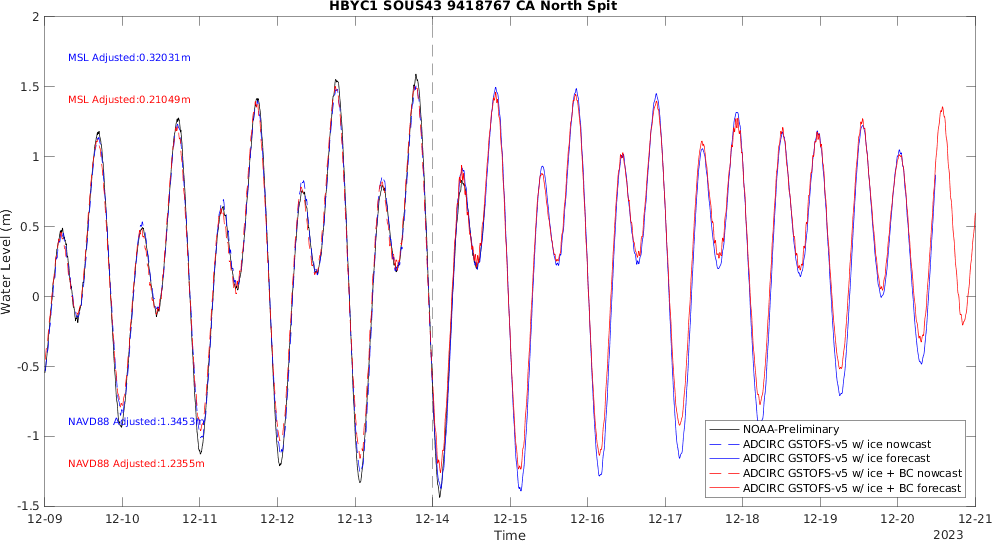 HBYC1 SOUS43 9418767 CA North Spit
2
1.5
1
0.5
0
-0.5
-1
-1.5
Water Level (m)
MSL Adjusted:0.32031m
MSL Adjusted:0.21049m
NAVD88 Adjusted:1.3453m
NAVD88 Adjusted:1.2355m
NOAA-Preliminary
ADCIRC GSTOFS-v5 w/ ice nowcast
ADCIRC GSTOFS-v5 w/ ice forecast
ADCIRC GSTOFS-v5 w/ ice + BC nowcast
ADCIRC GSTOFS-v5 w/ ice + BC forecast
12-09 12-10 12-11 12-12 12-13 12-14 12-15 12-16 12-17 12-18 12-19 12-20 12-21
Time
2023